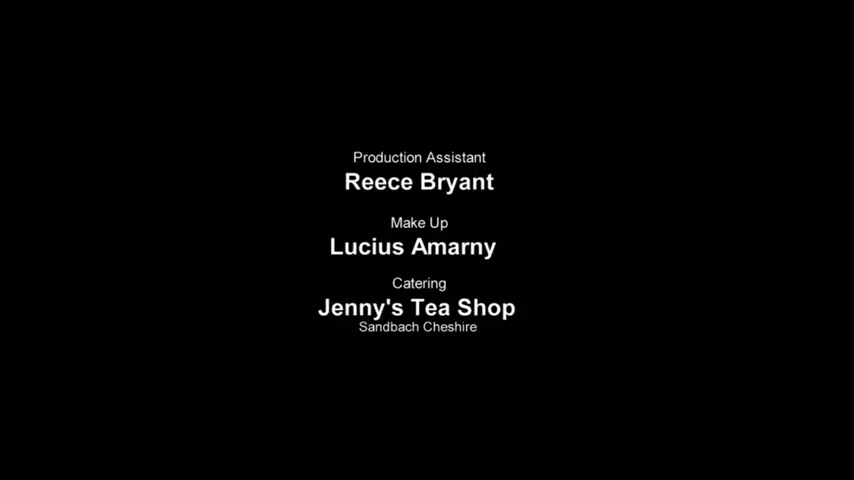 Production Assistant
Reece Bryant
Make Up
Lucius Amarny
Catering
Jenny's Tea Shop
Sandbach Cheshire